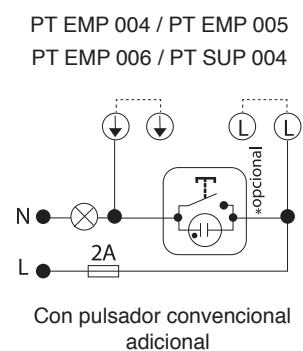 PT EMP 004 / PT EMP 005
PT EMP 006 / PT SUP 004
L L
*opcional
N
2A
L
Con pulsador convencional
adicional